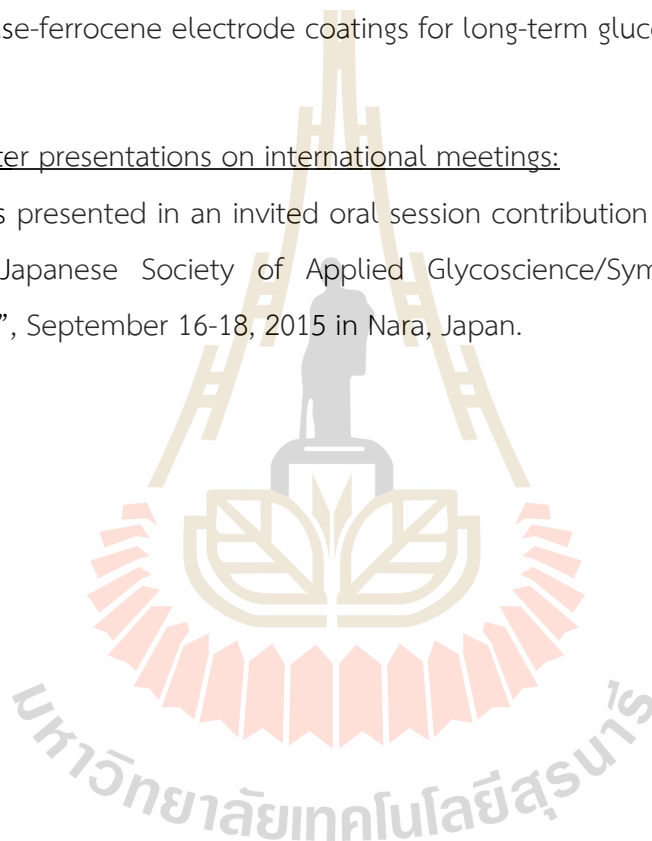 se-ferrocene electrode coatings for long-term gluc
ter presentations on international meetings:
s presented in an invited oral session contribution
Japanese Society of Applied Glycoscience/Sym
”, September 16-18, 2015 in Nara, Japan.
มหาวิทยาลัยเทคโนโลยีสุรนารี